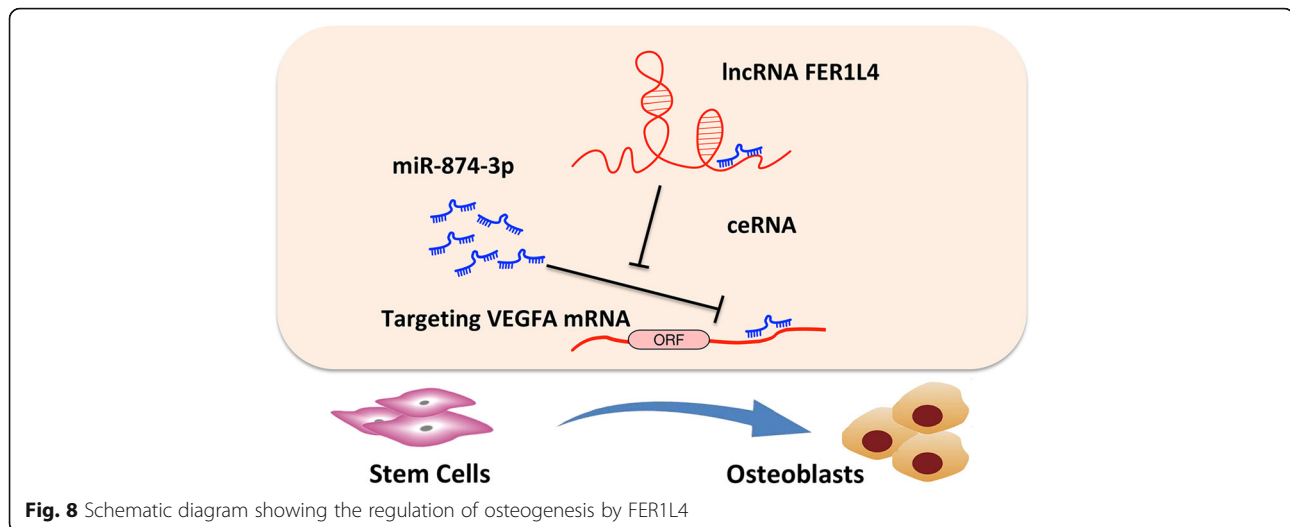 lncRNA FER1L4
miR-874-3p
ceRNA
Targeting VEGFA mRNA
ORF
Stem Cells
Osteoblasts
Fig. 8 Schematic diagram showing the regulation of osteogenesis by FER1L4